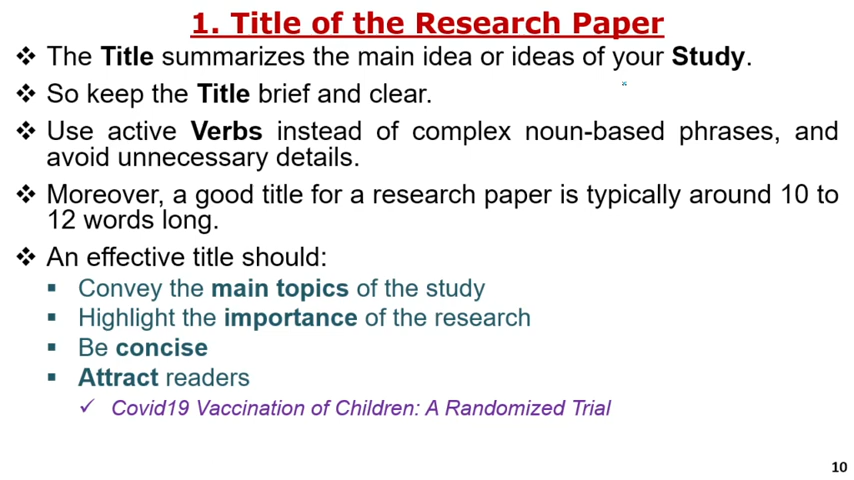 1. Title of the Research Paper
❖ The Title summarizes the main idea or ideas of your Study.
❖ So keep the Title brief and clear.
❖ Use active Verbs instead of complex noun-based phrases, and
avoid unnecessary details.
❖ Moreover, a good title for a research paper is typically around 10 to
12 words long.
❖ An effective title should:
▪ Convey the main topics of the study
▪ Highlight the importance of the research
▪ Be concise
▪ Attract readers
✓ Covid19 Vaccination of Children: A Randomized Trial
10